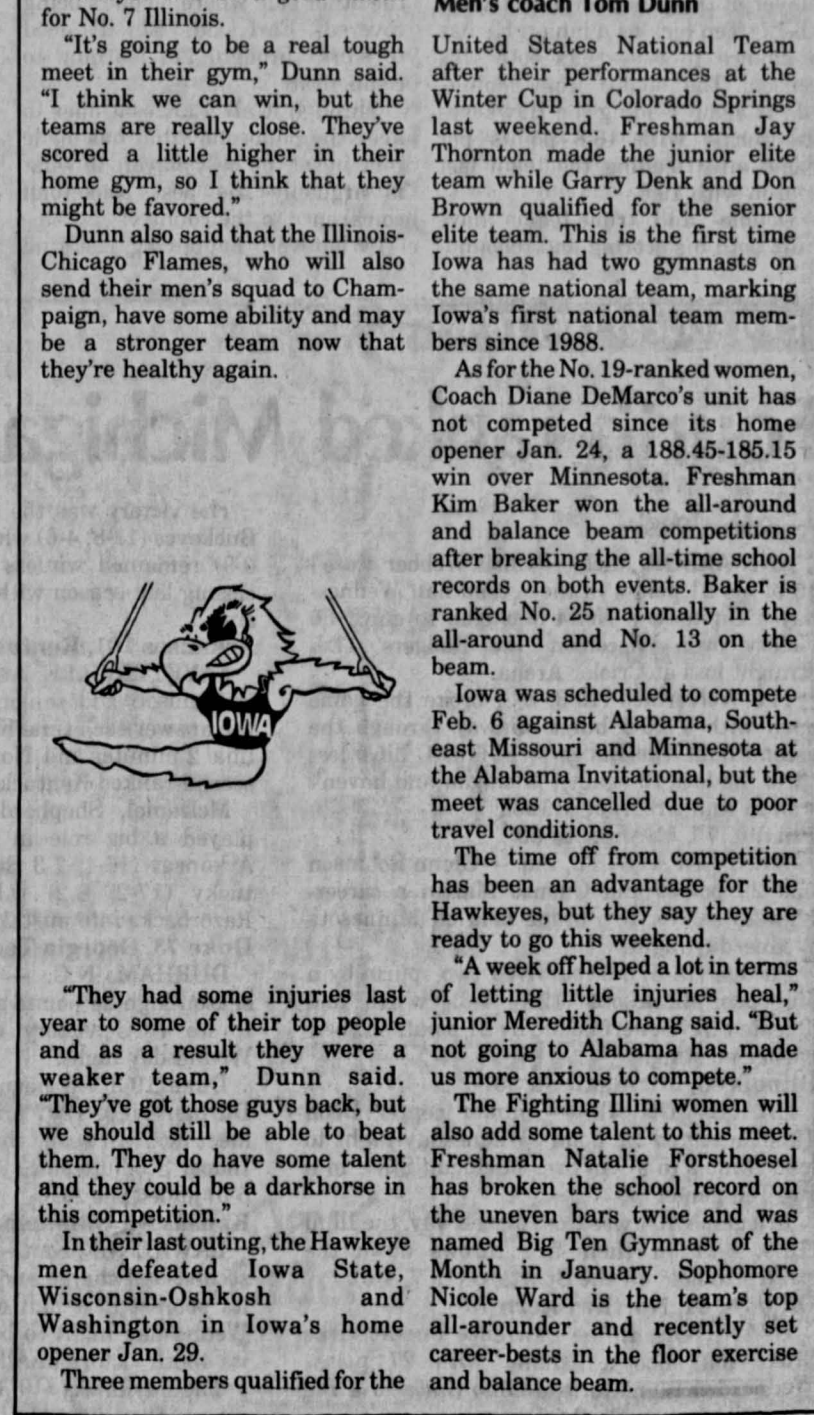 for No. 7 Illinois.
"It's going to be a real tough
meet in their gym," Dunn said.
"I think we can win, but the
teams are really close. They've
scored a little higher in their
home gym, so I think that they
might be favored."
Dunn also said that the Illinois-
Chicago Flames, who will also
send their men's squad to Cham-
paign, have some ability and may
be a stronger team now that
they're healthy again.
IOWA
"They had some injuries last
year to some of their top people
and as a result they were a
weaker team," Dunn said.
"They've got those guys back, but
we should still be able to beat
them. They do have some talent
and they could be a darkhorse in
this competition."
In their last outing, the Hawkeye
men defeated Iowa State,
Wisconsin-Oshkosh and
Washington in Iowa's home
opener Jan. 29.
Three members qualified for the
Men's coach Tom Dunn
United States National Team
after their performances at the
Winter Cup in Colorado Springs
last weekend. Freshman Jay
Thornton made the junior elite
team while Garry Denk and Don
Brown qualified for the senior
elite team. This is the first time
Iowa has had two gymnasts on
the same national team, marking
Iowa's first national team mem-
bers since 1988.
As for the No. 19-ranked women,
Coach Diane DeMarco's unit has
not competed since its home
opener Jan. 24, a 188.45-185.15
win over Minnesota. Freshman
Kim Baker won the all-around
and balance beam competitions
after breaking the all-time school
records on both events. Baker is
ranked No. 25 nationally in the
all-around and No. 13 on the
beam.
Iowa was scheduled to compete
Feb. 6 against Alabama, South-
east Missouri and Minnesota at
the Alabama Invitational, but the
meet was cancelled due to poor
travel conditions.
The time off from competition
has been an advantage for the
Hawkeyes, but they say they are
ready to go this weekend.
"A week off helped a lot in terms
of letting little injuries heal,"
junior Meredith Chang said. "But
not going to Alabama has made
us more anxious to compete."
The Fighting Illini women will
also add some talent to this meet.
Freshman Natalie Forsthoesel
has broken the school record on
the uneven bars twice and was
named Big Ten Gymnast of the
Month in January. Sophomore
Nicole Ward is the team's top
all-arounder and recently set
career-bests in the floor exercise
and balance beam.